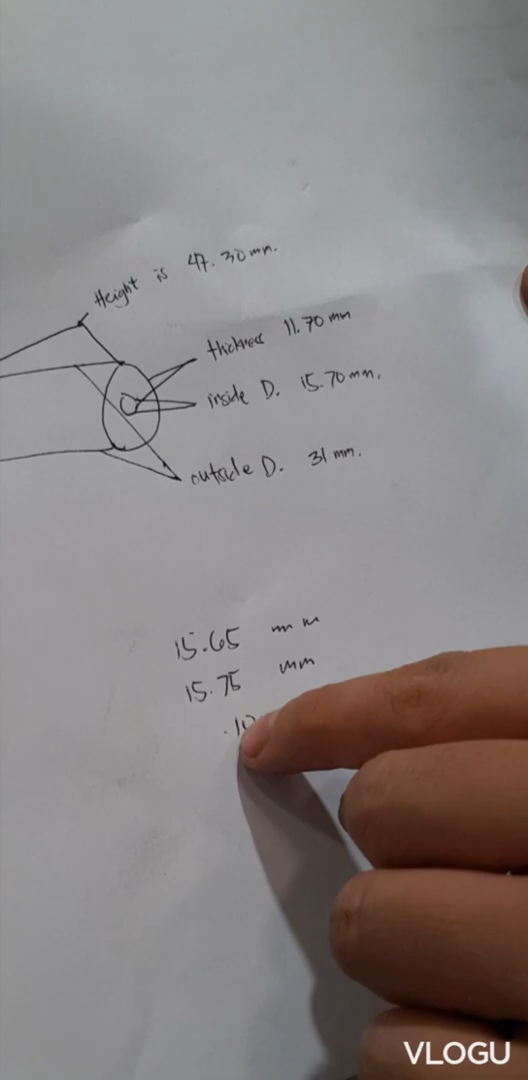 Height is 47.30 mm.
thickness 11.70 mm
inside D. 15.70 mm.
outside D. 31 mm.
15.65 mm
15.75 mm
.10
VLOGU